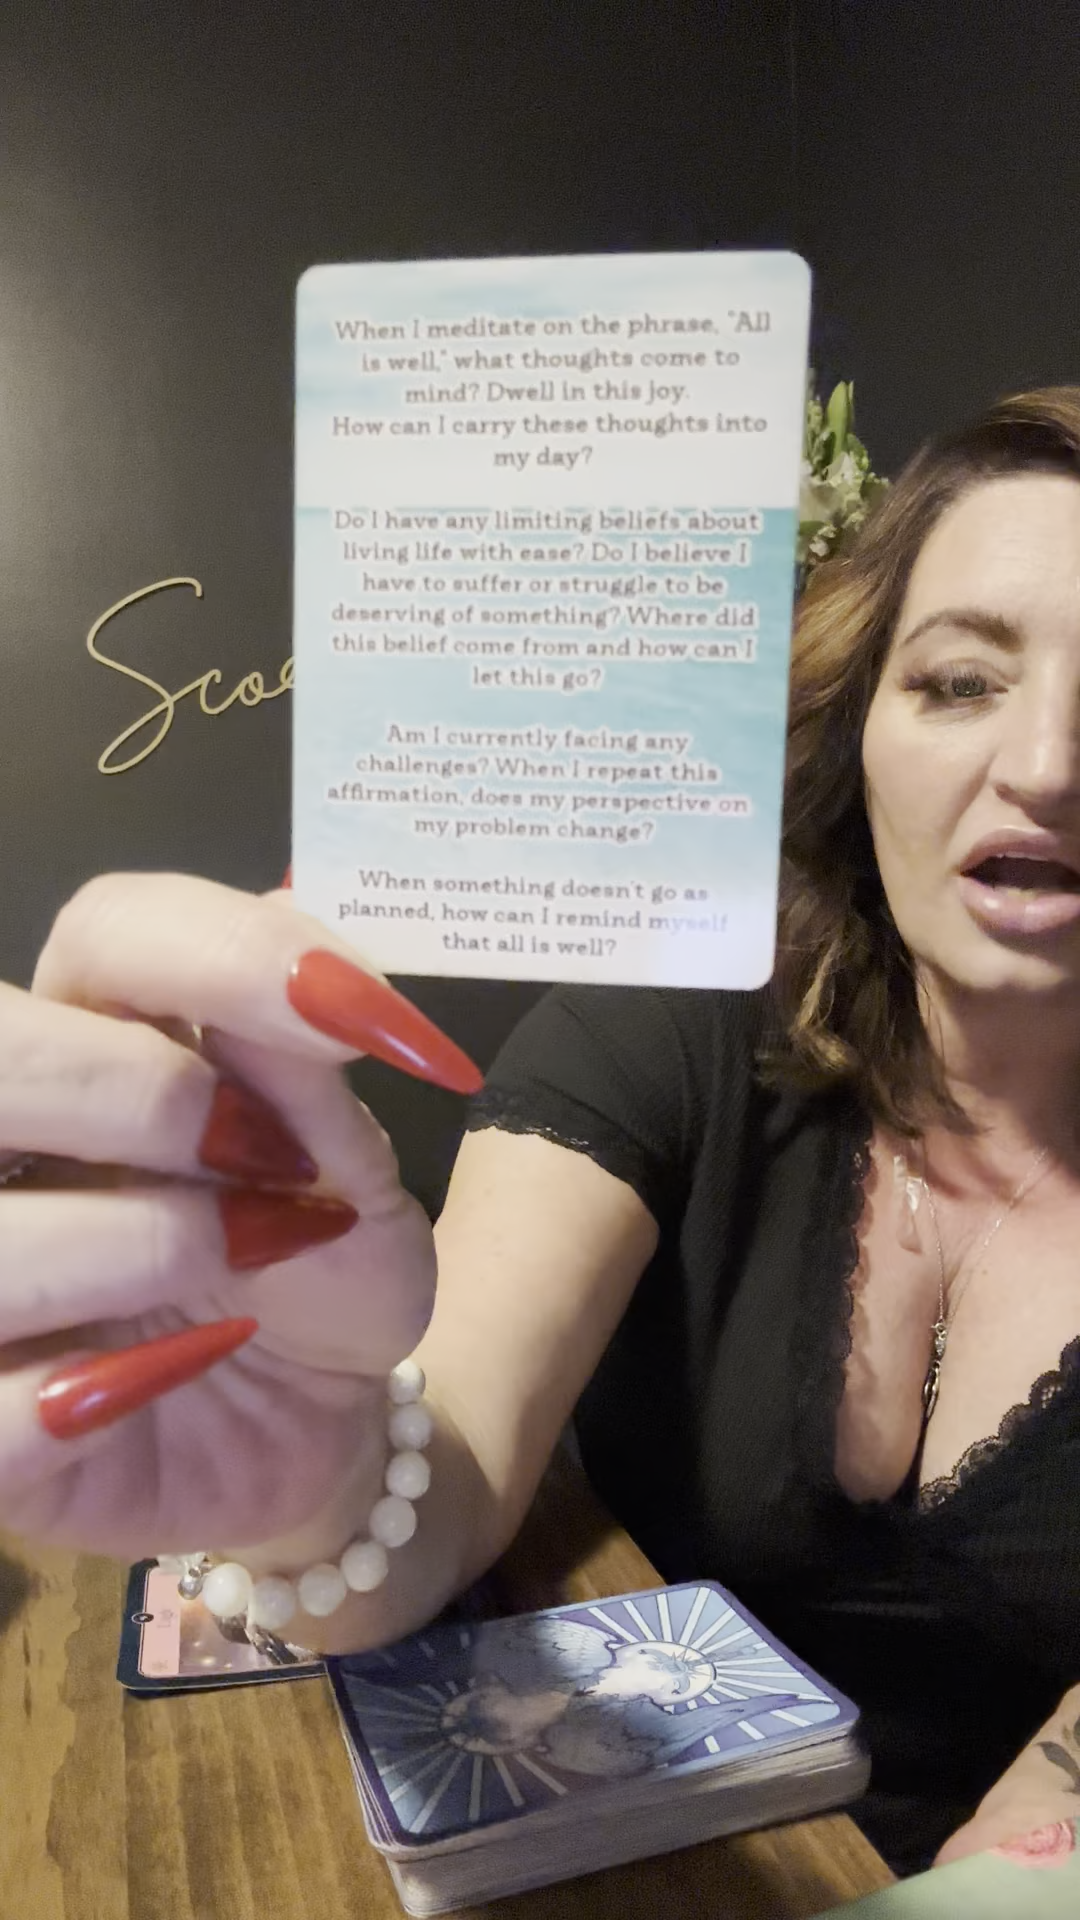 When I meditate on the phrase, "All
is well," what thoughts come to
mind? Dwell in this joy.
How can I carry these thoughts into
my day?
Do I have any limiting beliefs about
living life with ease? Do I believe I
have to suffer or struggle to be
deserving of something? Where did
this belief come from and how can I
let this go?
Am I currently facing any
challenges? When I repeat this
affirmation, does my perspective on
my problem change?
When something doesn't go as
planned, how can I remind myself
that all is well?